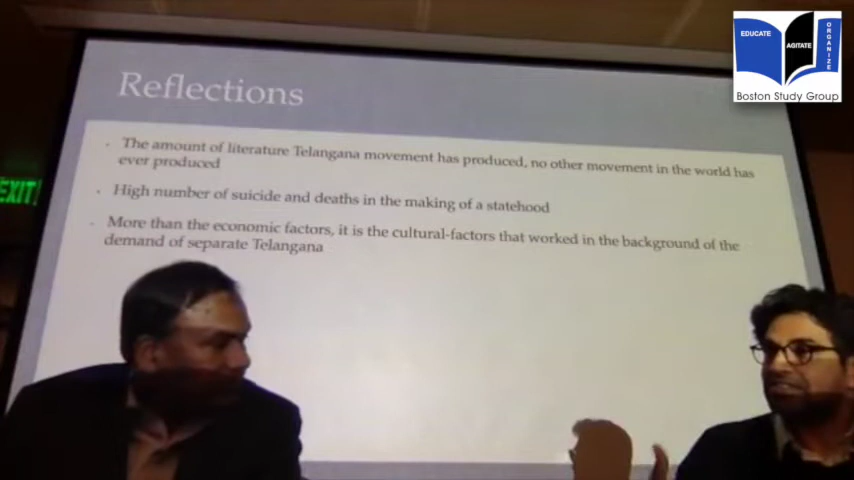 EDUCATE
AGITATE
ORGANIZE
Boston Study Group
Reflections
The amount of literature Telangana movement has produced, no other movement in the world has
ever produced
High number of suicide and deaths in the making of a statehood
More than the economic factors, it is the cultural-factors that worked in the background of the
demand of separate Telangana
EXIT